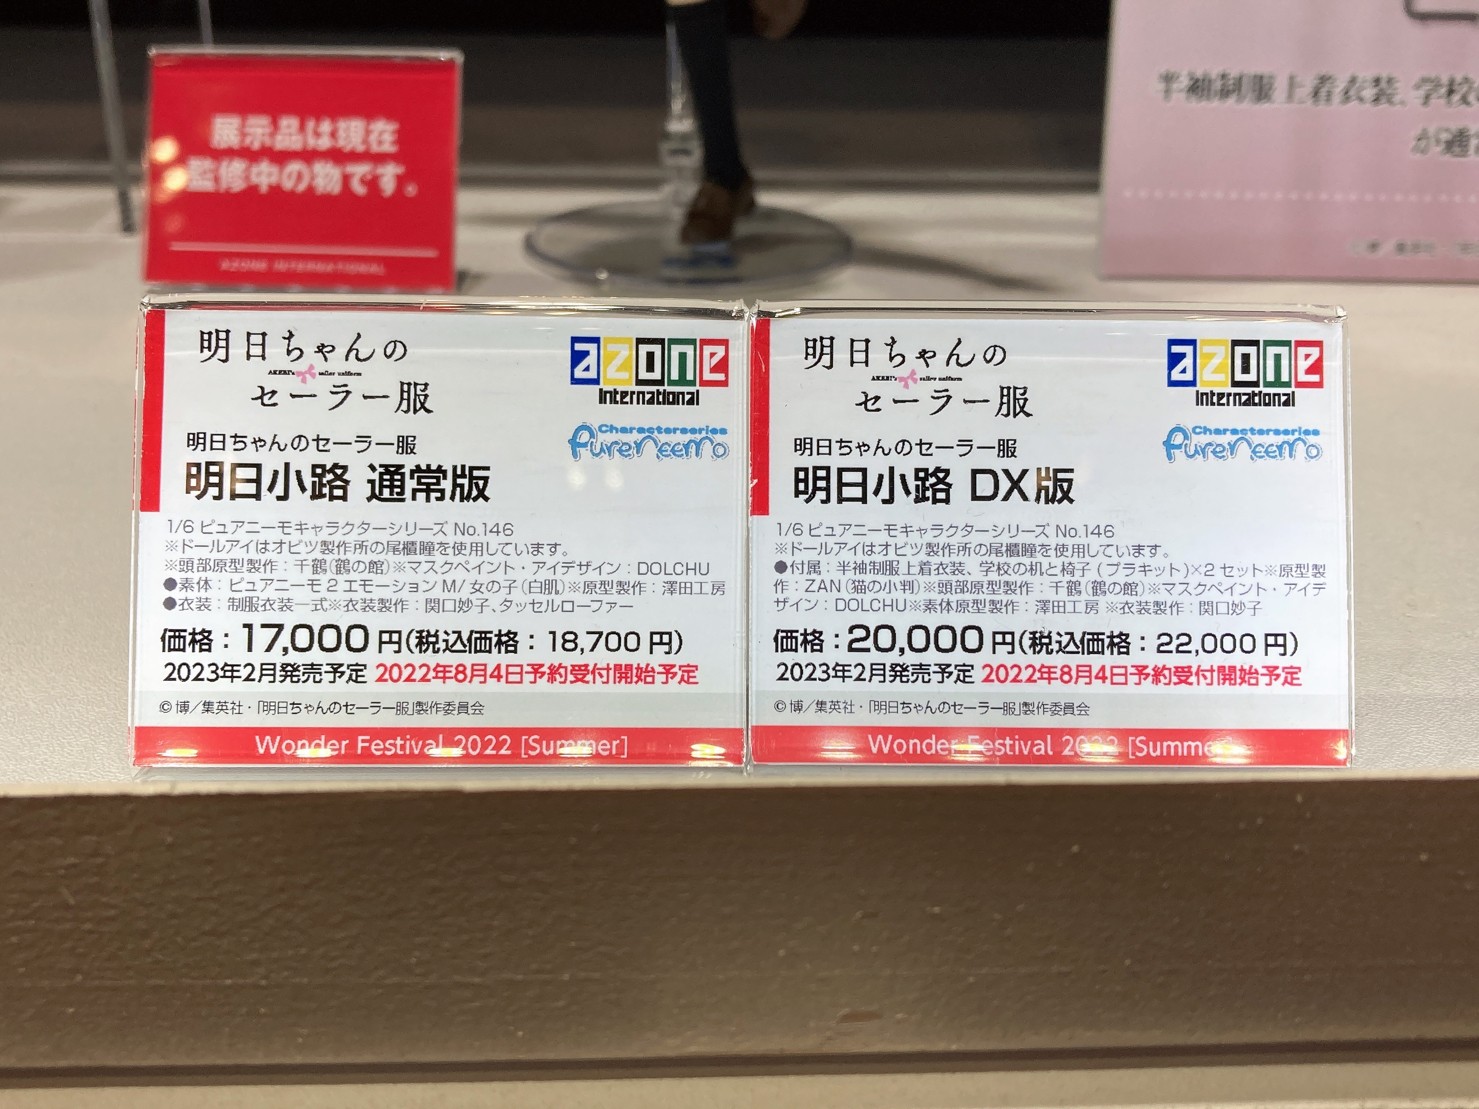 展示品は現在
監修中の物です。
AZONE INTERNATIONAL
半袖制服上着衣装、学校
が通
明日ちゃんの
AKEBI's sailor uniform
セーラー服
azone
international
Characterseries
PureNeemo
明日ちゃんのセーラー服
明日小路 通常版
1/6 ピュアニーモキャラクターシリーズ No.146
※ドールアイはオビツ製作所の尾櫃瞳を使用しています。
※頭部原型製作：千鶴(鶴の館)※マスクペイント・アイデザイン：DOLCHU
●素体：ピュアニーモ2エモーションM/女の子(白肌)※原型製作：澤田工房
●衣装：制服衣装一式※衣装製作：関口妙子、タッセルローファー
価格：17,000円(税込価格：18,700円)
2023年2月発売予定 2022年8月4日予約受付開始予定
©博／集英社・「明日ちゃんのセーラー服」製作委員会
Wonder Festival 2022 [Summer]
明日ちゃんの
AKEBI's sailor uniform
セーラー服
azone
international
Characterseries
PureNeemo
明日ちゃんのセーラー服
明日小路 DX版
1/6 ピュアニーモキャラクターシリーズ No.146
※ドールアイはオビツ製作所の尾櫃瞳を使用しています。
●付属：半袖制服上着衣装、学校の机と椅子(プラキット)×2セット※原型製
作：ZAN(猫の小判)※頭部原型製作：千鶴(鶴の館)※マスクペイント・アイデ
ザイン：DOLCHU※素体原型製作：澤田工房 ※衣装製作：関口妙子
価格：20,000円(税込価格：22,000円)
2023年2月発売予定 2022年8月4日予約受付開始予定
©博／集英社・「明日ちゃんのセーラー服」製作委員会
Wonder Festival 2022 [Summer]